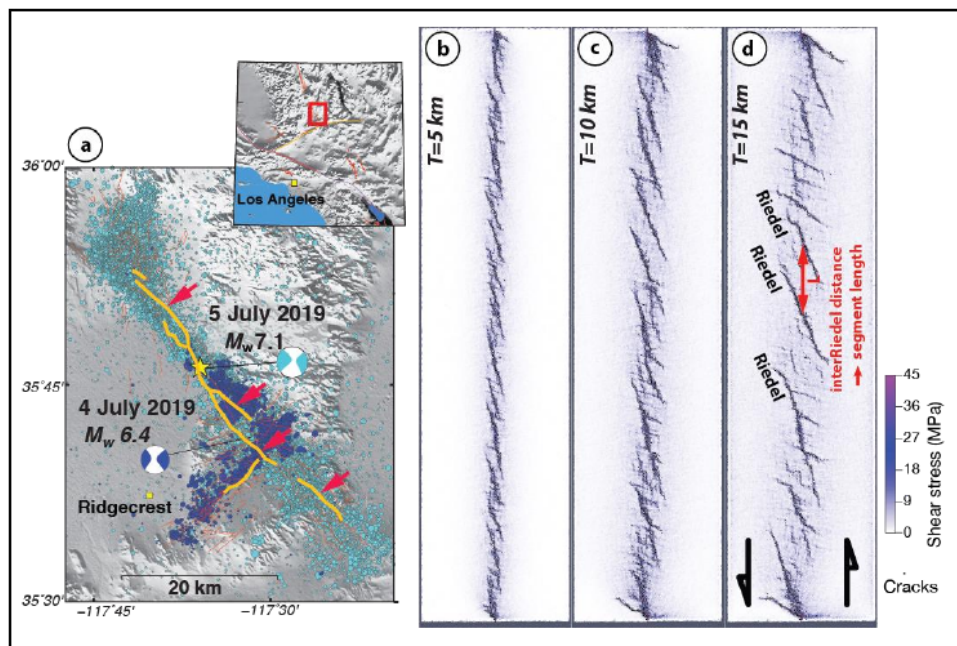 a
36°00'
Los Angeles
5 July 2019
Mw7.1
35°45'
4 July 2019
Mw 6.4
Ridgecrest
20 km
35°30'
−117°45'
−117°30'
b
T=5 km
c
T=10 km
d
T=15 km
Riedel
Riedel
Riedel
L
interRiedel distance
segment length
45
36
27
18
9
0
Shear stress (MPa)
Cracks